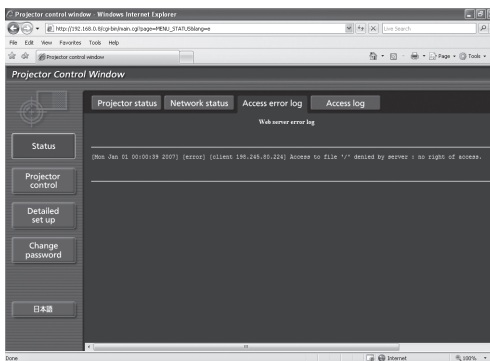 Projector control window - Windows Internet Explorer
http://192.168.0.8/cgi-bin/main.cgi?page=MENU_STATUS&lang=e
Live Search
File Edit View Favorites Tools Help
Projector control window
Page Tools
Projector Control Window
Projector status Network status Access error log Access log
Web server error log
Status
[Mon Jan 01 00:00:39 2007] [error] [client 198.245.80.224] Access to file '/' denied by server : no right of access.
Projector
control
Detailed
set up
Change
password
日本語
Done
Internet
100%